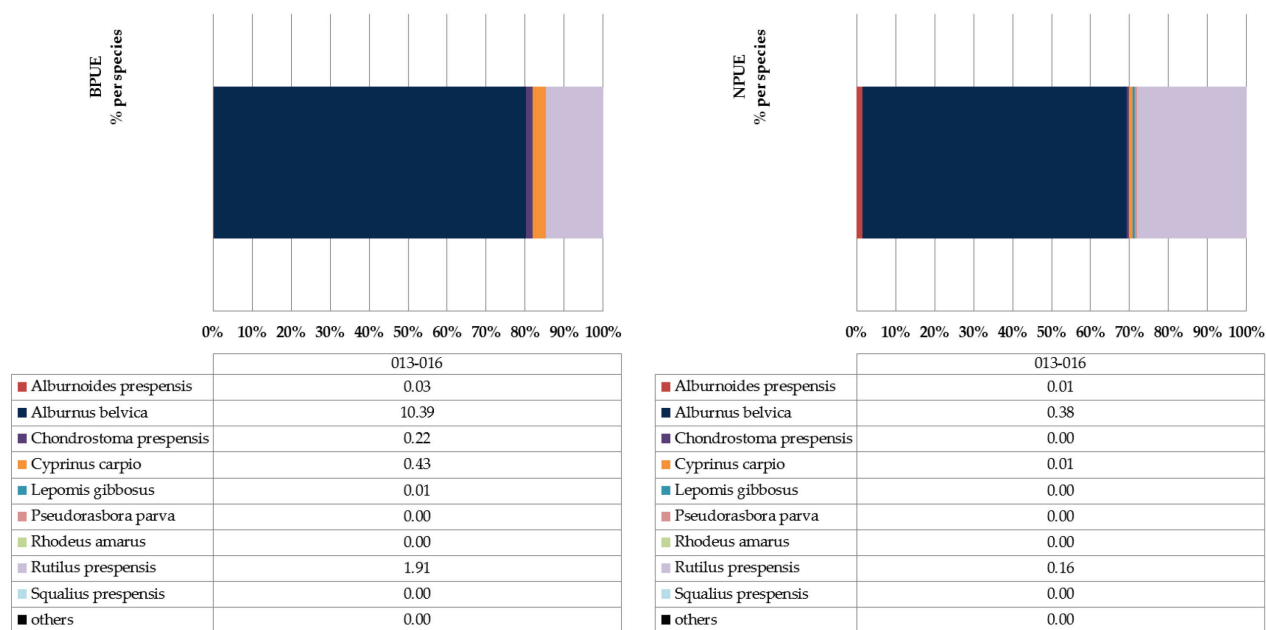 BPUE
% per species
0% 10% 20% 30% 40% 50% 60% 70% 80% 90% 100%
013-016
Alburnoides prespensis 0.03
Alburnus belvica 10.39
Chondrostoma prespensis 0.22
Cyprinus carpio 0.43
Lepomis gibbosus 0.01
Pseudorasbora parva 0.00
Rhodeus amarus 0.00
Rutilus prespensis 1.91
Squalius prespensis 0.00
others 0.00
NPUE
% per species
0% 10% 20% 30% 40% 50% 60% 70% 80% 90% 100%
013-016
Alburnoides prespensis 0.01
Alburnus belvica 0.38
Chondrostoma prespensis 0.00
Cyprinus carpio 0.01
Lepomis gibbosus 0.00
Pseudorasbora parva 0.00
Rhodeus amarus 0.00
Rutilus prespensis 0.16
Squalius prespensis 0.00
others 0.00